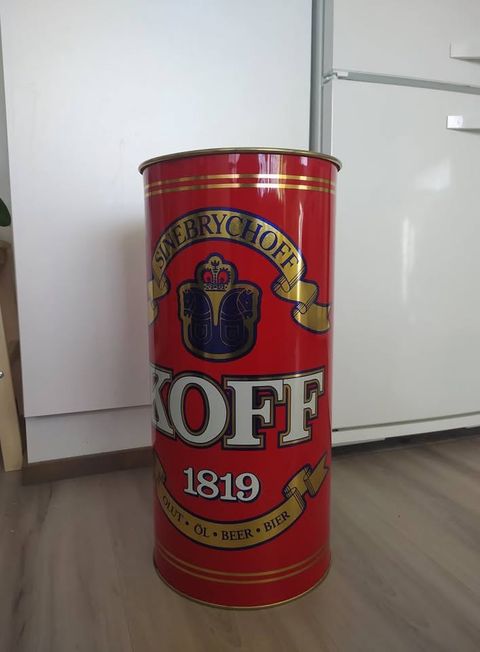 SINEBRYCHOFF
KOFF
1819
OLUT • ÖL • BEER • BIER